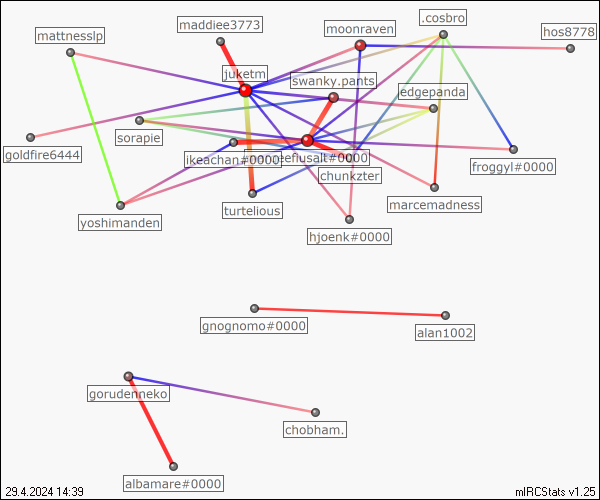 maddiee3773
.cosbro
moonraven
hos8778
mattnesslp
juketm
swanky.pants
edgepanda
sorapie
goldfire6444
ikeachan#0000
eeflusalt#0000
froggyl#0000
chunkzter
marcemadness
turtelious
yoshimanden
hjoenk#0000
gnognomo#0000
alan1002
gorudenneko
chobham.
albamare#0000
29.4.2024 14:39
mIRCStats v1.25